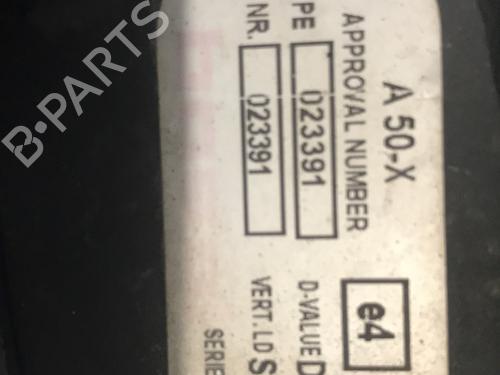 A 50-X e4
APPROVAL NUMBER
PE 023391 D-VALUE D
NR. 023391 VERT. LD S
SERIE
B-PARTS